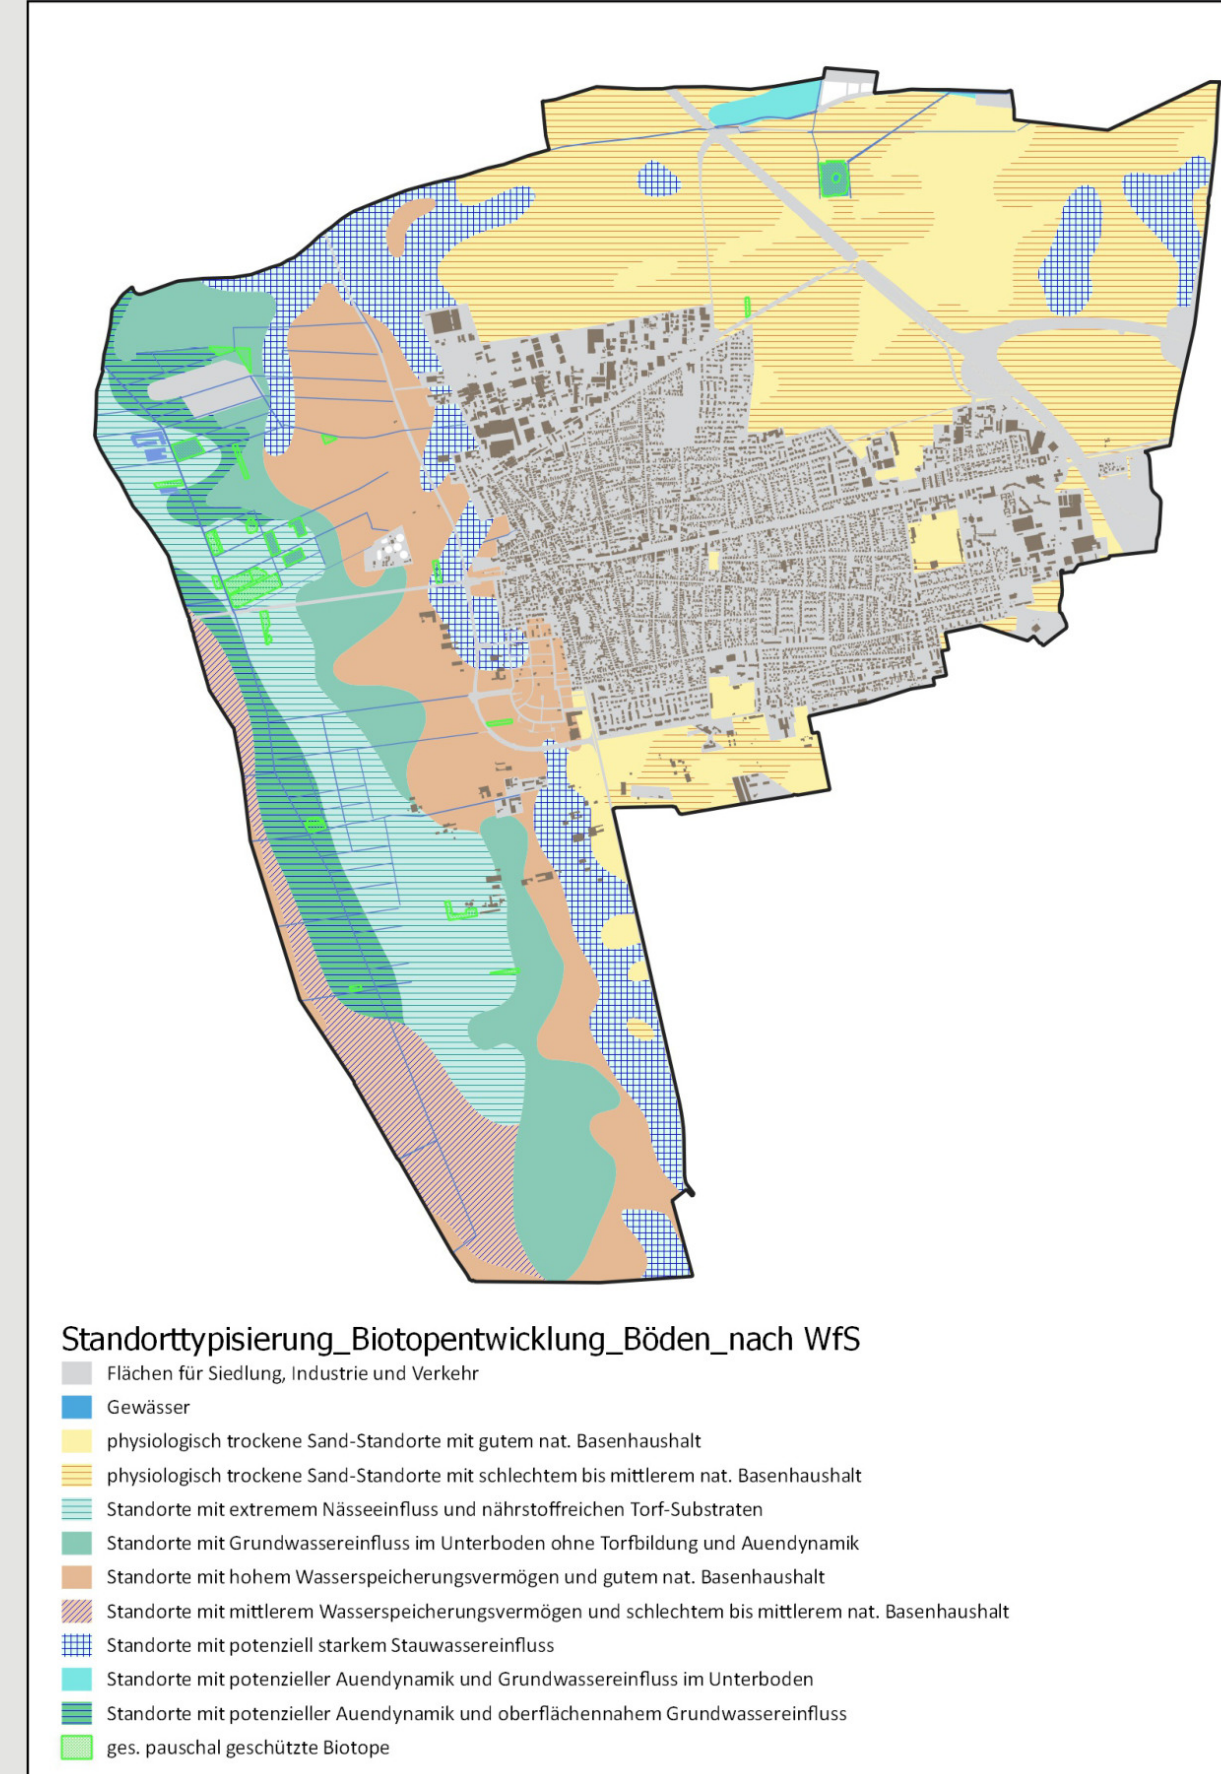 Standorttypisierung_Biotopentwicklung_Böden_nach WfS
Flächen für Siedlung, Industrie und Verkehr
Gewässer
physiologisch trockene Sand-Standorte mit gutem nat. Basenhaushalt
physiologisch trockene Sand-Standorte mit schlechtem bis mittlerem nat. Basenhaushalt
Standorte mit extremem Nässeeinfluss und nährstoffreichen Torf-Substraten
Standorte mit Grundwassereinfluss im Unterboden ohne Torfbildung und Auendynamik
Standorte mit hohem Wasserspeicherungsvermögen und gutem nat. Basenhaushalt
Standorte mit mittlerem Wasserspeicherungsvermögen und schlechtem bis mittlerem nat. Basenhaushalt
Standorte mit potenziell starkem Stauwassereinfluss
Standorte mit potenzieller Auendynamik und Grundwassereinfluss im Unterboden
Standorte mit potenzieller Auendynamik und oberflächennahem Grundwassereinfluss
ges. pauschal geschützte Biotope